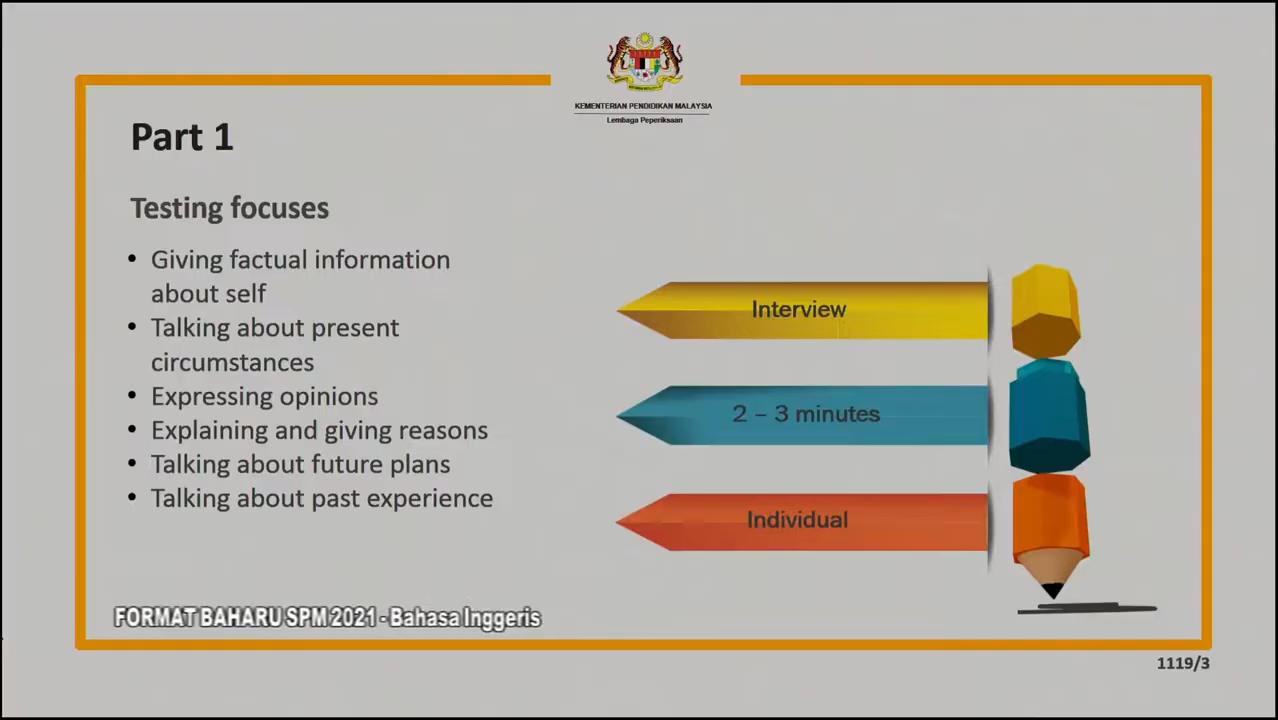 KEMENTERIAN PENDIDIKAN MALAYSIA
Lembaga Peperiksaan
Part 1
Testing focuses
• Giving factual information
about self
• Talking about present
circumstances
• Expressing opinions
• Explaining and giving reasons
• Talking about future plans
• Talking about past experience
Interview
2 – 3 minutes
Individual
FORMAT BAHARU SPM 2021 - Bahasa Inggeris
1119/3